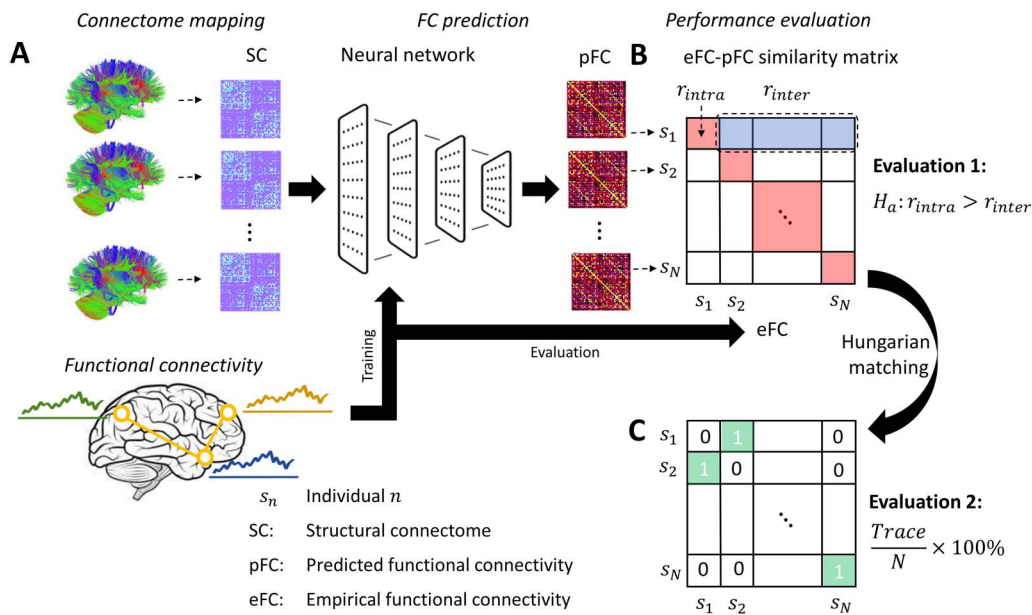 Connectome mapping
FC prediction
Performance evaluation
A
SC
Neural network
pFC
B
eFC-pFC similarity matrix
r_intra
r_inter
s_1
s_2
⋮
⋮
⋱
s_N
s_1 s_2 s_N
eFC
Evaluation 1:
H_a: r_intra > r_inter
Training
Evaluation
Hungarian
matching
Functional connectivity
C
s_1 0 1 0
s_2 1 0 0
⋱
s_N 0 0 1
s_1 s_2 s_N
Evaluation 2:
Trace
N
× 100%
s_n Individual n
SC: Structural connectome
pFC: Predicted functional connectivity
eFC: Empirical functional connectivity